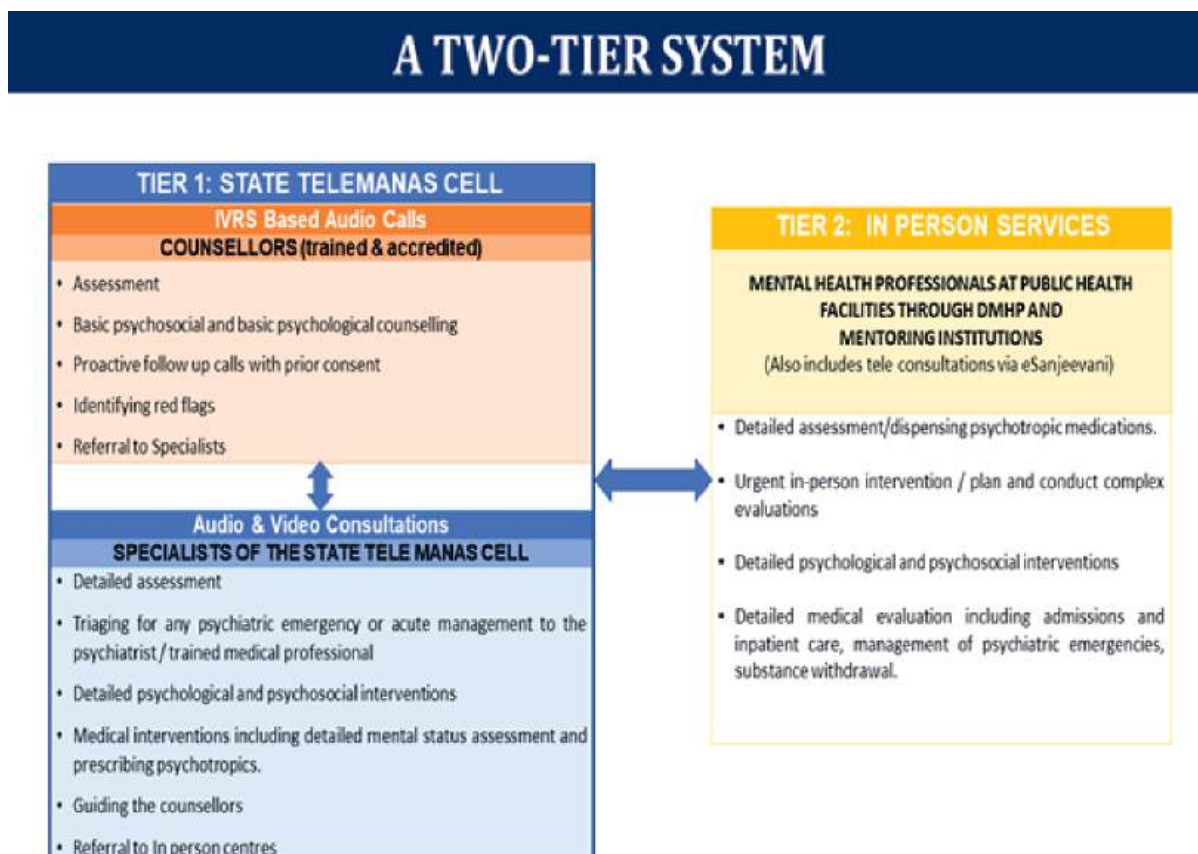 A TWO-TIER SYSTEM
TIER 1: STATE TELEMANAS CELL
IVRS Based Audio Calls
COUNSELLORS (trained & accredited)
• Assessment
• Basic psychosocial and basic psychological counselling
• Proactive follow up calls with prior consent
• Identifying red flags
• Referral to Specialists
Audio & Video Consultations
SPECIALISTS OF THE STATE TELE MANAS CELL
• Detailed assessment
• Triaging for any psychiatric emergency or acute management to the
psychiatrist / trained medical professional
• Detailed psychological and psychosocial interventions
• Medical interventions including detailed mental status assessment and
prescribing psychotropics.
• Guiding the counsellors
• Referral to In person centres
TIER 2: IN PERSON SERVICES
MENTAL HEALTH PROFESSIONALS AT PUBLIC HEALTH
FACILITIES THROUGH DMHP AND
MENTORING INSTITUTIONS
(Also includes tele consultations via eSanjeevani)
• Detailed assessment/dispensing psychotropic medications.
• Urgent in-person intervention / plan and conduct complex
evaluations
• Detailed psychological and psychosocial interventions
• Detailed medical evaluation including admissions and
inpatient care, management of psychiatric emergencies,
substance withdrawal.